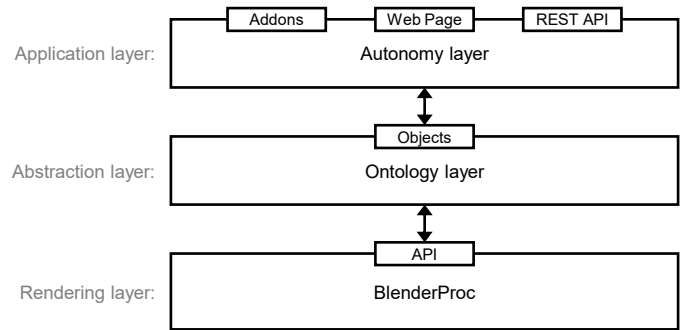 Addons Web Page REST API
Application layer: Autonomy layer
Objects
Abstraction layer: Ontology layer
API
Rendering layer: BlenderProc